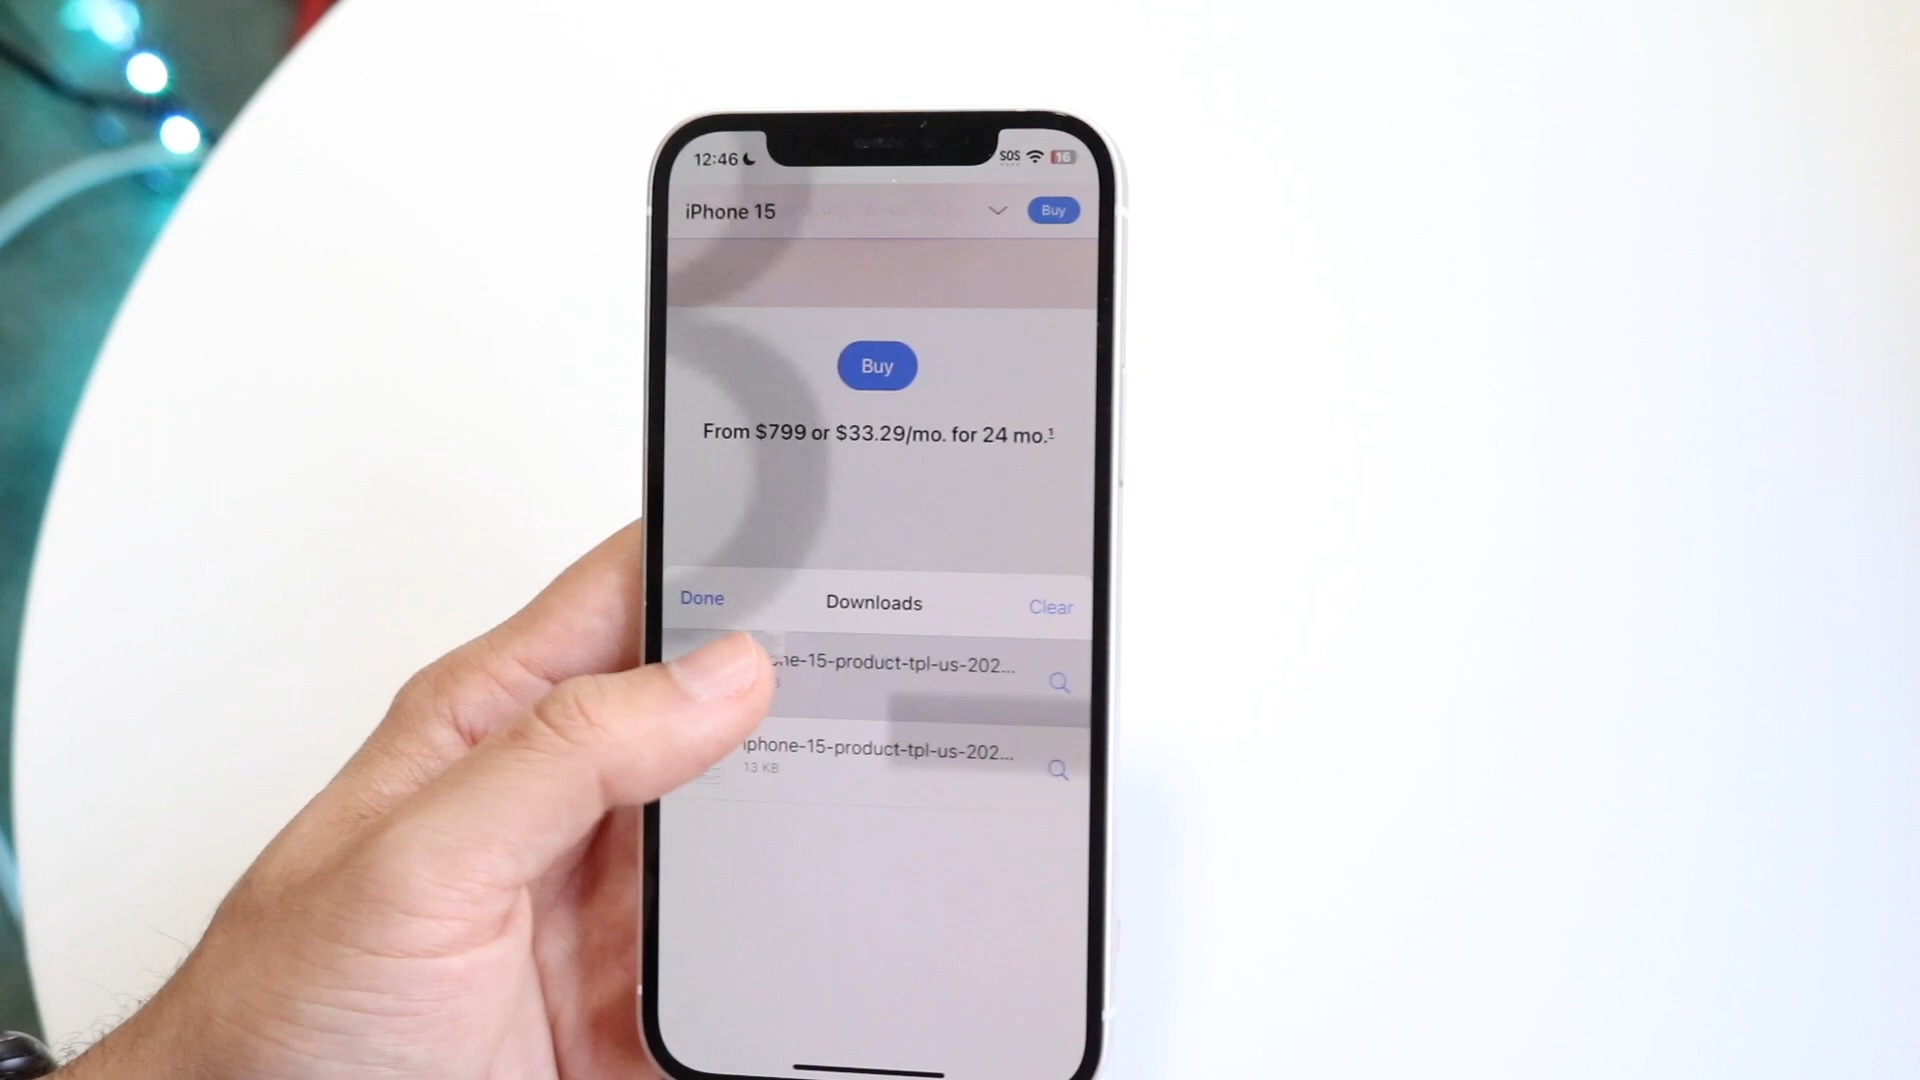 12:46
SOS
16
iPhone 15
Buy
Buy
From $799 or $33.29/mo. for 24 mo.¹
Done
Downloads
Clear
ne-15-product-tpl-us-202...
iphone-15-product-tpl-us-202...
13 KB